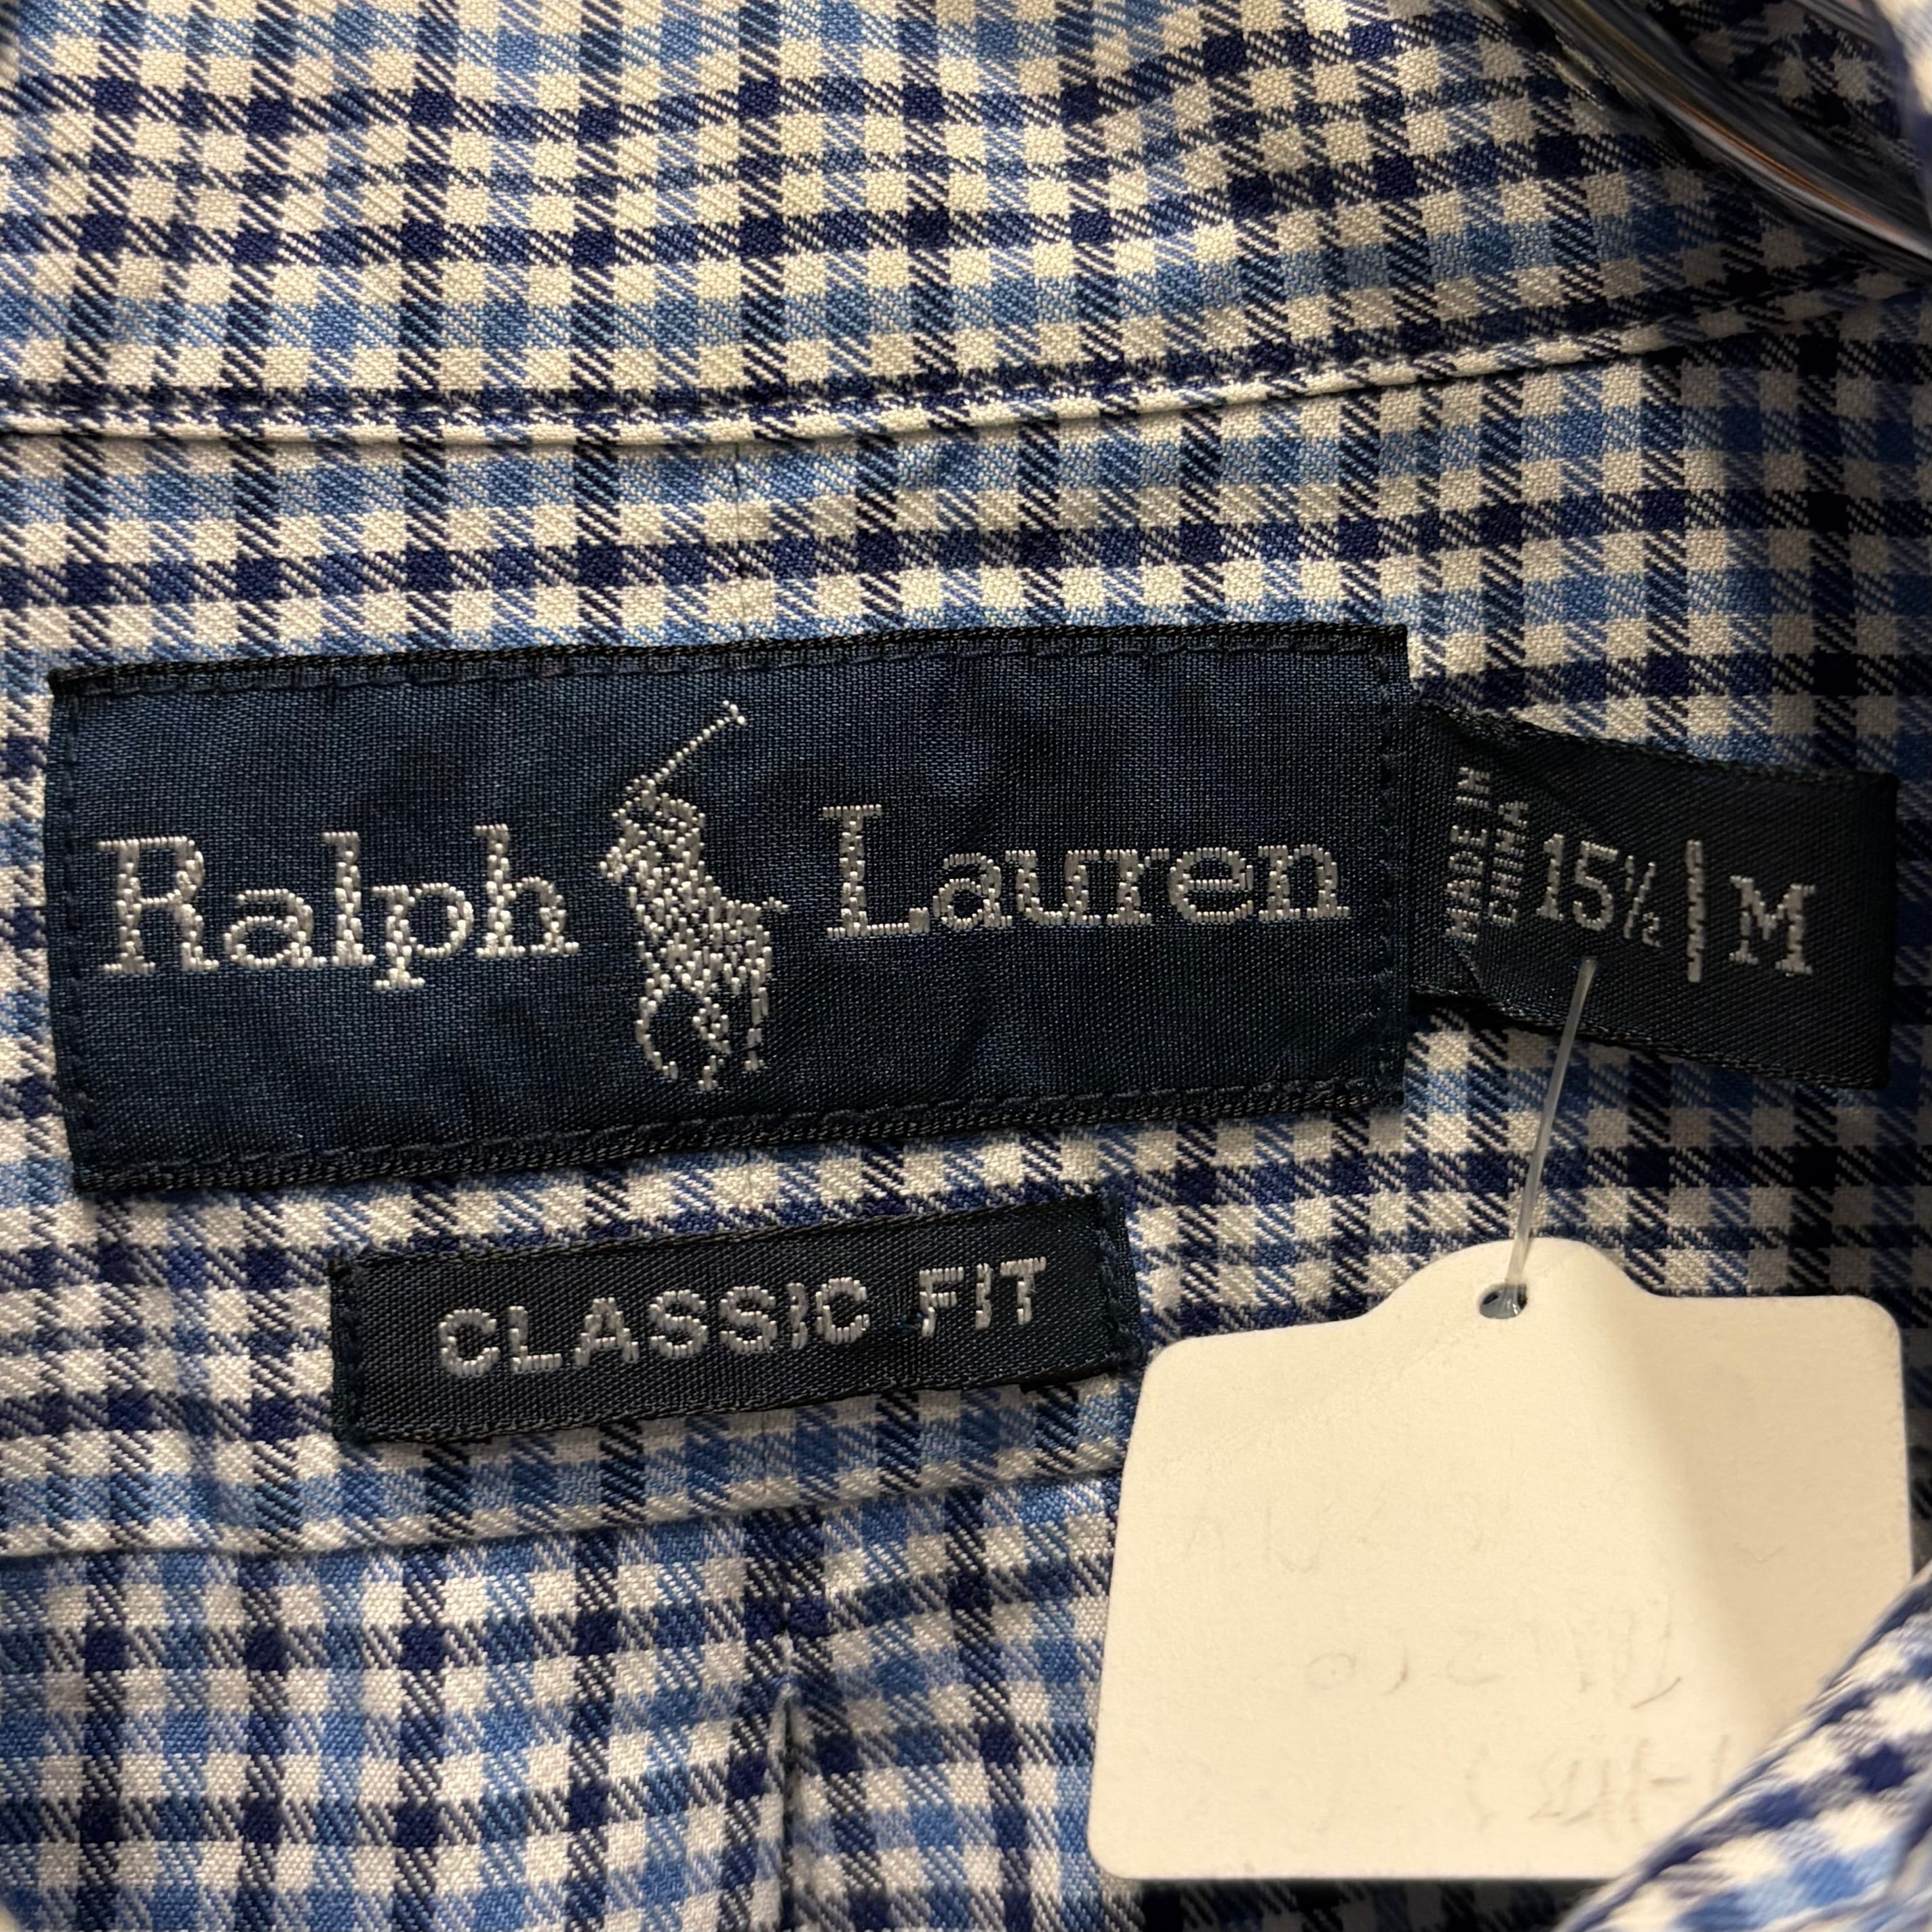 Ralph Lauren
MADE IN
CHINA
15½ | M
CLASSIC FIT